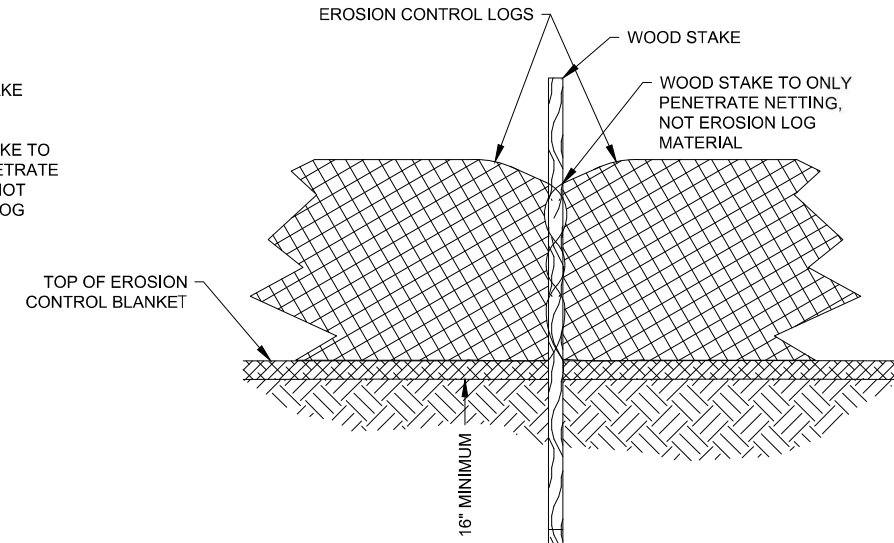 EROSION CONTROL LOGS
WOOD STAKE
WOOD STAKE TO ONLY
PENETRATE NETTING,
NOT EROSION LOG
MATERIAL
TOP OF EROSION
CONTROL BLANKET
16" MINIMUM